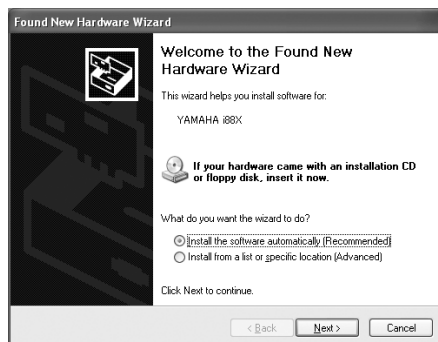 Found New Hardware Wizard
Welcome to the Found New
Hardware Wizard
This wizard helps you install software for:
YAMAHA i88X
If your hardware came with an installation CD
or floppy disk, insert it now.
What do you want the wizard to do?
Install the software automatically (Recommended)
Install from a list or specific location (Advanced)
Click Next to continue.
< Back Next > Cancel